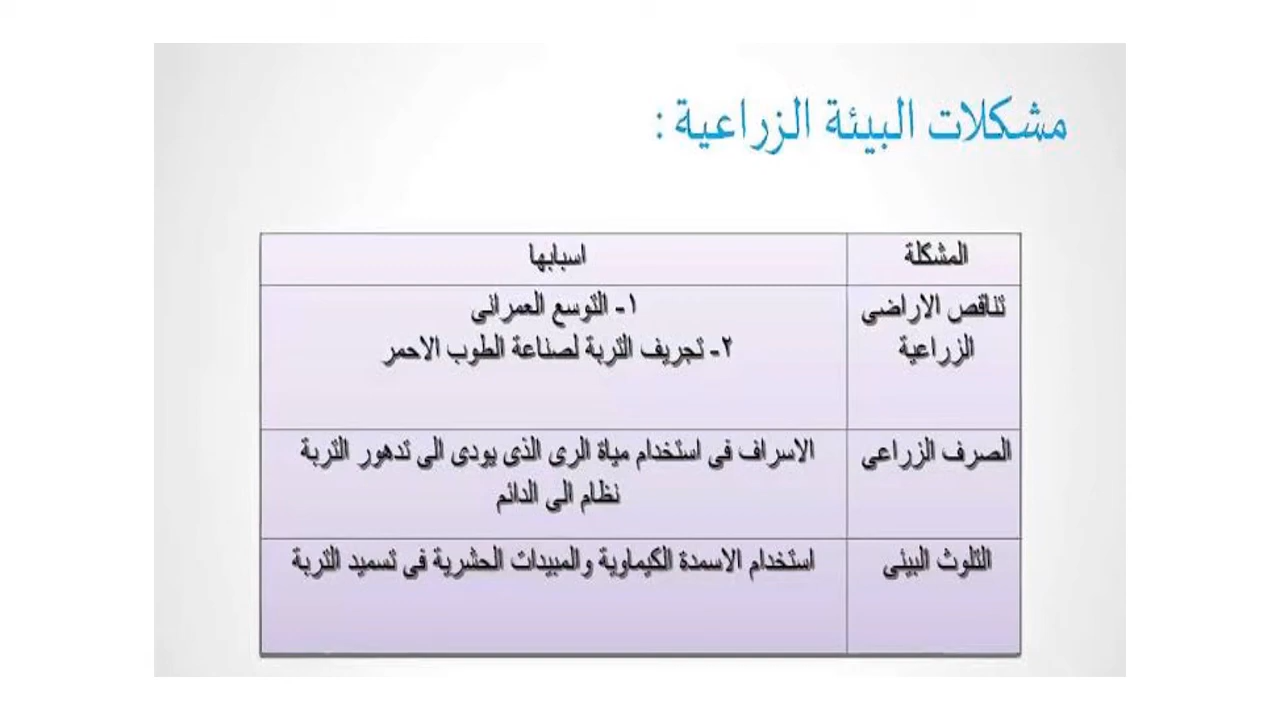 مشكلات البيئة الزراعية :
المشكلة
اسبابها
تناقص الاراضى
الزراعية
١- التوسع العمرانى
٢- تجريف التربة لصناعة الطوب الاحمر
الصرف الزراعى
الاسراف فى استخدام مياة الرى الذى يودى الى تدهور التربة
نظام الى الدائم
التلوث البيئى
استخدام الاسمدة الكيماوية والمبيدات الحشرية فى تسميد التربة